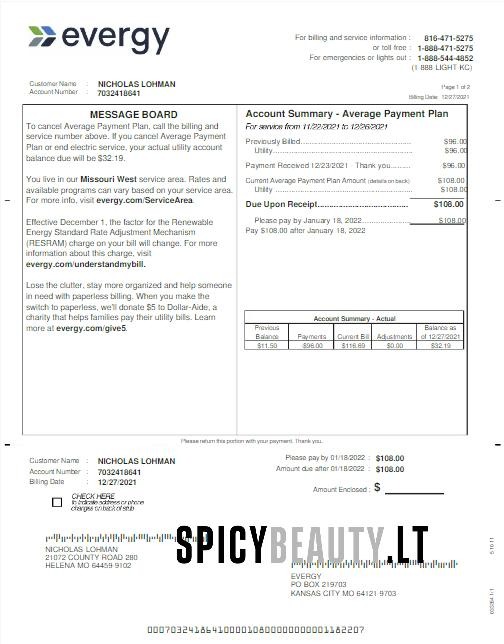 evergy
For billing and service information : 816-471-5275
or toll free : 1-888-471-5275
For emergencies or lights out : 1-888-544-4852
(1 888 LIGHT-KC)
Customer Name : NICHOLAS LOHMAN
Account Number : 7032418641
Page 1 of 2
Billing Date: 12/27/2021
MESSAGE BOARD
To cancel Average Payment Plan, call the billing and
service number above. If you cancel Average Payment
Plan or end electric service, your actual utility account
balance due will be $32.19.
You live in our Missouri West service area. Rates and
available programs can vary based on your service area.
For more info, visit evergy.com/ServiceArea.
Effective December 1, the factor for the Renewable
Energy Standard Rate Adjustment Mechanism
(RESRAM) charge on your bill will change. For more
information about this charge, visit
evergy.com/understandmybill.
Lose the clutter, stay more organized and help someone
in need with paperless billing. When you make the
switch to paperless, we'll donate $5 to Dollar-Aide, a
charity that helps families pay their utility bills. Learn
more at evergy.com/give5.
Account Summary - Average Payment Plan
For service from 11/22/2021 to 12/26/2021
Previously Billed $96.00
Utility $96.00
Payment Received 12/23/2021 - Thank you $96.00
Current Average Payment Plan Amount (details on back) $108.00
Utility $108.00
Due Upon Receipt $108.00
Please pay by January 18, 2022 $108.00
Pay $108.00 after January 18, 2022
Account Summary - Actual
Previous Balance Payments Current Bill Adjustments Balance as of 12/27/2021
$11.50 $96.00 $116.69 $0.00 $32.19
Please return this portion with your payment. Thank you.
Customer Name : NICHOLAS LOHMAN
Account Number : 7032418641
Billing Date : 12/27/2021
Please pay by 01/18/2022 : $108.00
Amount due after 01/18/2022 : $108.00
Amount Enclosed : $
CHECK HERE
to indicate address or phone
changes on back of stub
SPICYBEAUTY.LT
NICHOLAS LOHMAN
21072 COUNTY ROAD 280
HELENA MO 64459-9102
EVERGY
PO BOX 219703
KANSAS CITY MO 64121 9703